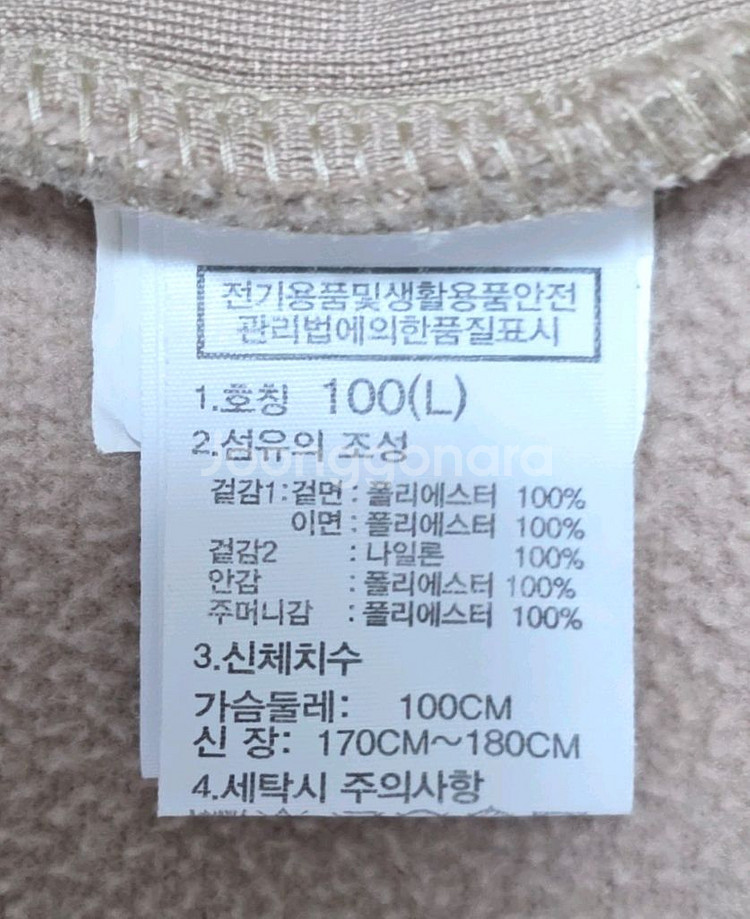 전기용품및생활용품안전
관리법에의한품질표시
1.호칭 100(L)
2.섬유의 조성
Joonggonara
겉감1:겉면 : 폴리에스터 100%
이면 : 폴리에스터 100%
겉감2 : 나일론 100%
안감 : 폴리에스터 100%
주머니감 : 폴리에스터 100%
3.신체치수
가슴둘레: 100CM
신 장: 170CM~180CM
4.세탁시 주의사항